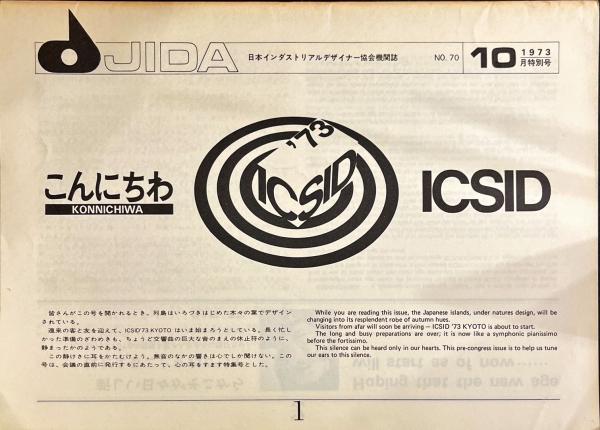 JIDA
日本インダストリアルデザイナー協会機関誌
NO. 70
10
1973
月特別号
こんにちわ
KONNICHIWA
'73
ICSID
ICSID
皆さんがこの号を開かれるとき、列島はいろづきはじめた木々の葉でデザイン
されている。
遠来の客と友を迎えて、ICSID'73 KYOTO はいま始まろうとしている。長く忙し
かった準備のざわめきも、ちょうど交響曲の巨大な音のまえの休止符のように、
静まったかのようである。
この静けさに耳をかたむけよう。無音のなかの響きは心でしか聞けない。この
号は、会議の直前に発行するにあたって、心の耳をすます特集号とした。
While you are reading this issue, the Japanese Islands, under natures design, will be
changing into its resplendent robe of autumn hues.
Visitors from afar will soon be arriving — ICSID '73 KYOTO is about to start.
The long and busy preparations are over; it is now like a symphonic pianissimo
before the fortissimo.
This silence can be heard only in our hearts. This pre-congress issue is to help us tune
our ears to this silence.
will start as of now......
Hoping that the new age
1